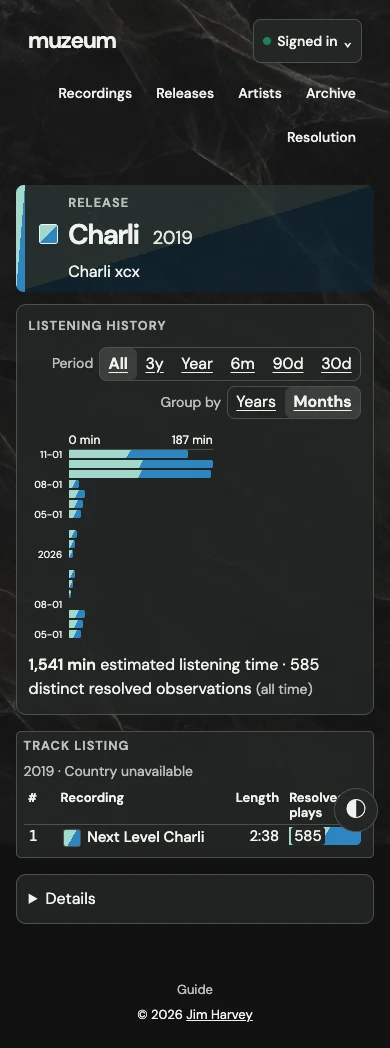 muzeum
Signed in
Recordings Releases Artists Archive
Resolution
RELEASE
Charli 2019
Charli xcx
LISTENING HISTORY
Period All 3y Year 6m 90d 30d
Group by Years Months
0 min 187 min
11-01
08-01
05-01
2026
08-01
05-01
1,541 min estimated listening time · 585
distinct resolved observations (all time)
TRACK LISTING
2019 · Country unavailable
# Recording Length
plays
1 Next Level Charli 2:38 585
Details
Guide
© 2026 Jim Harvey